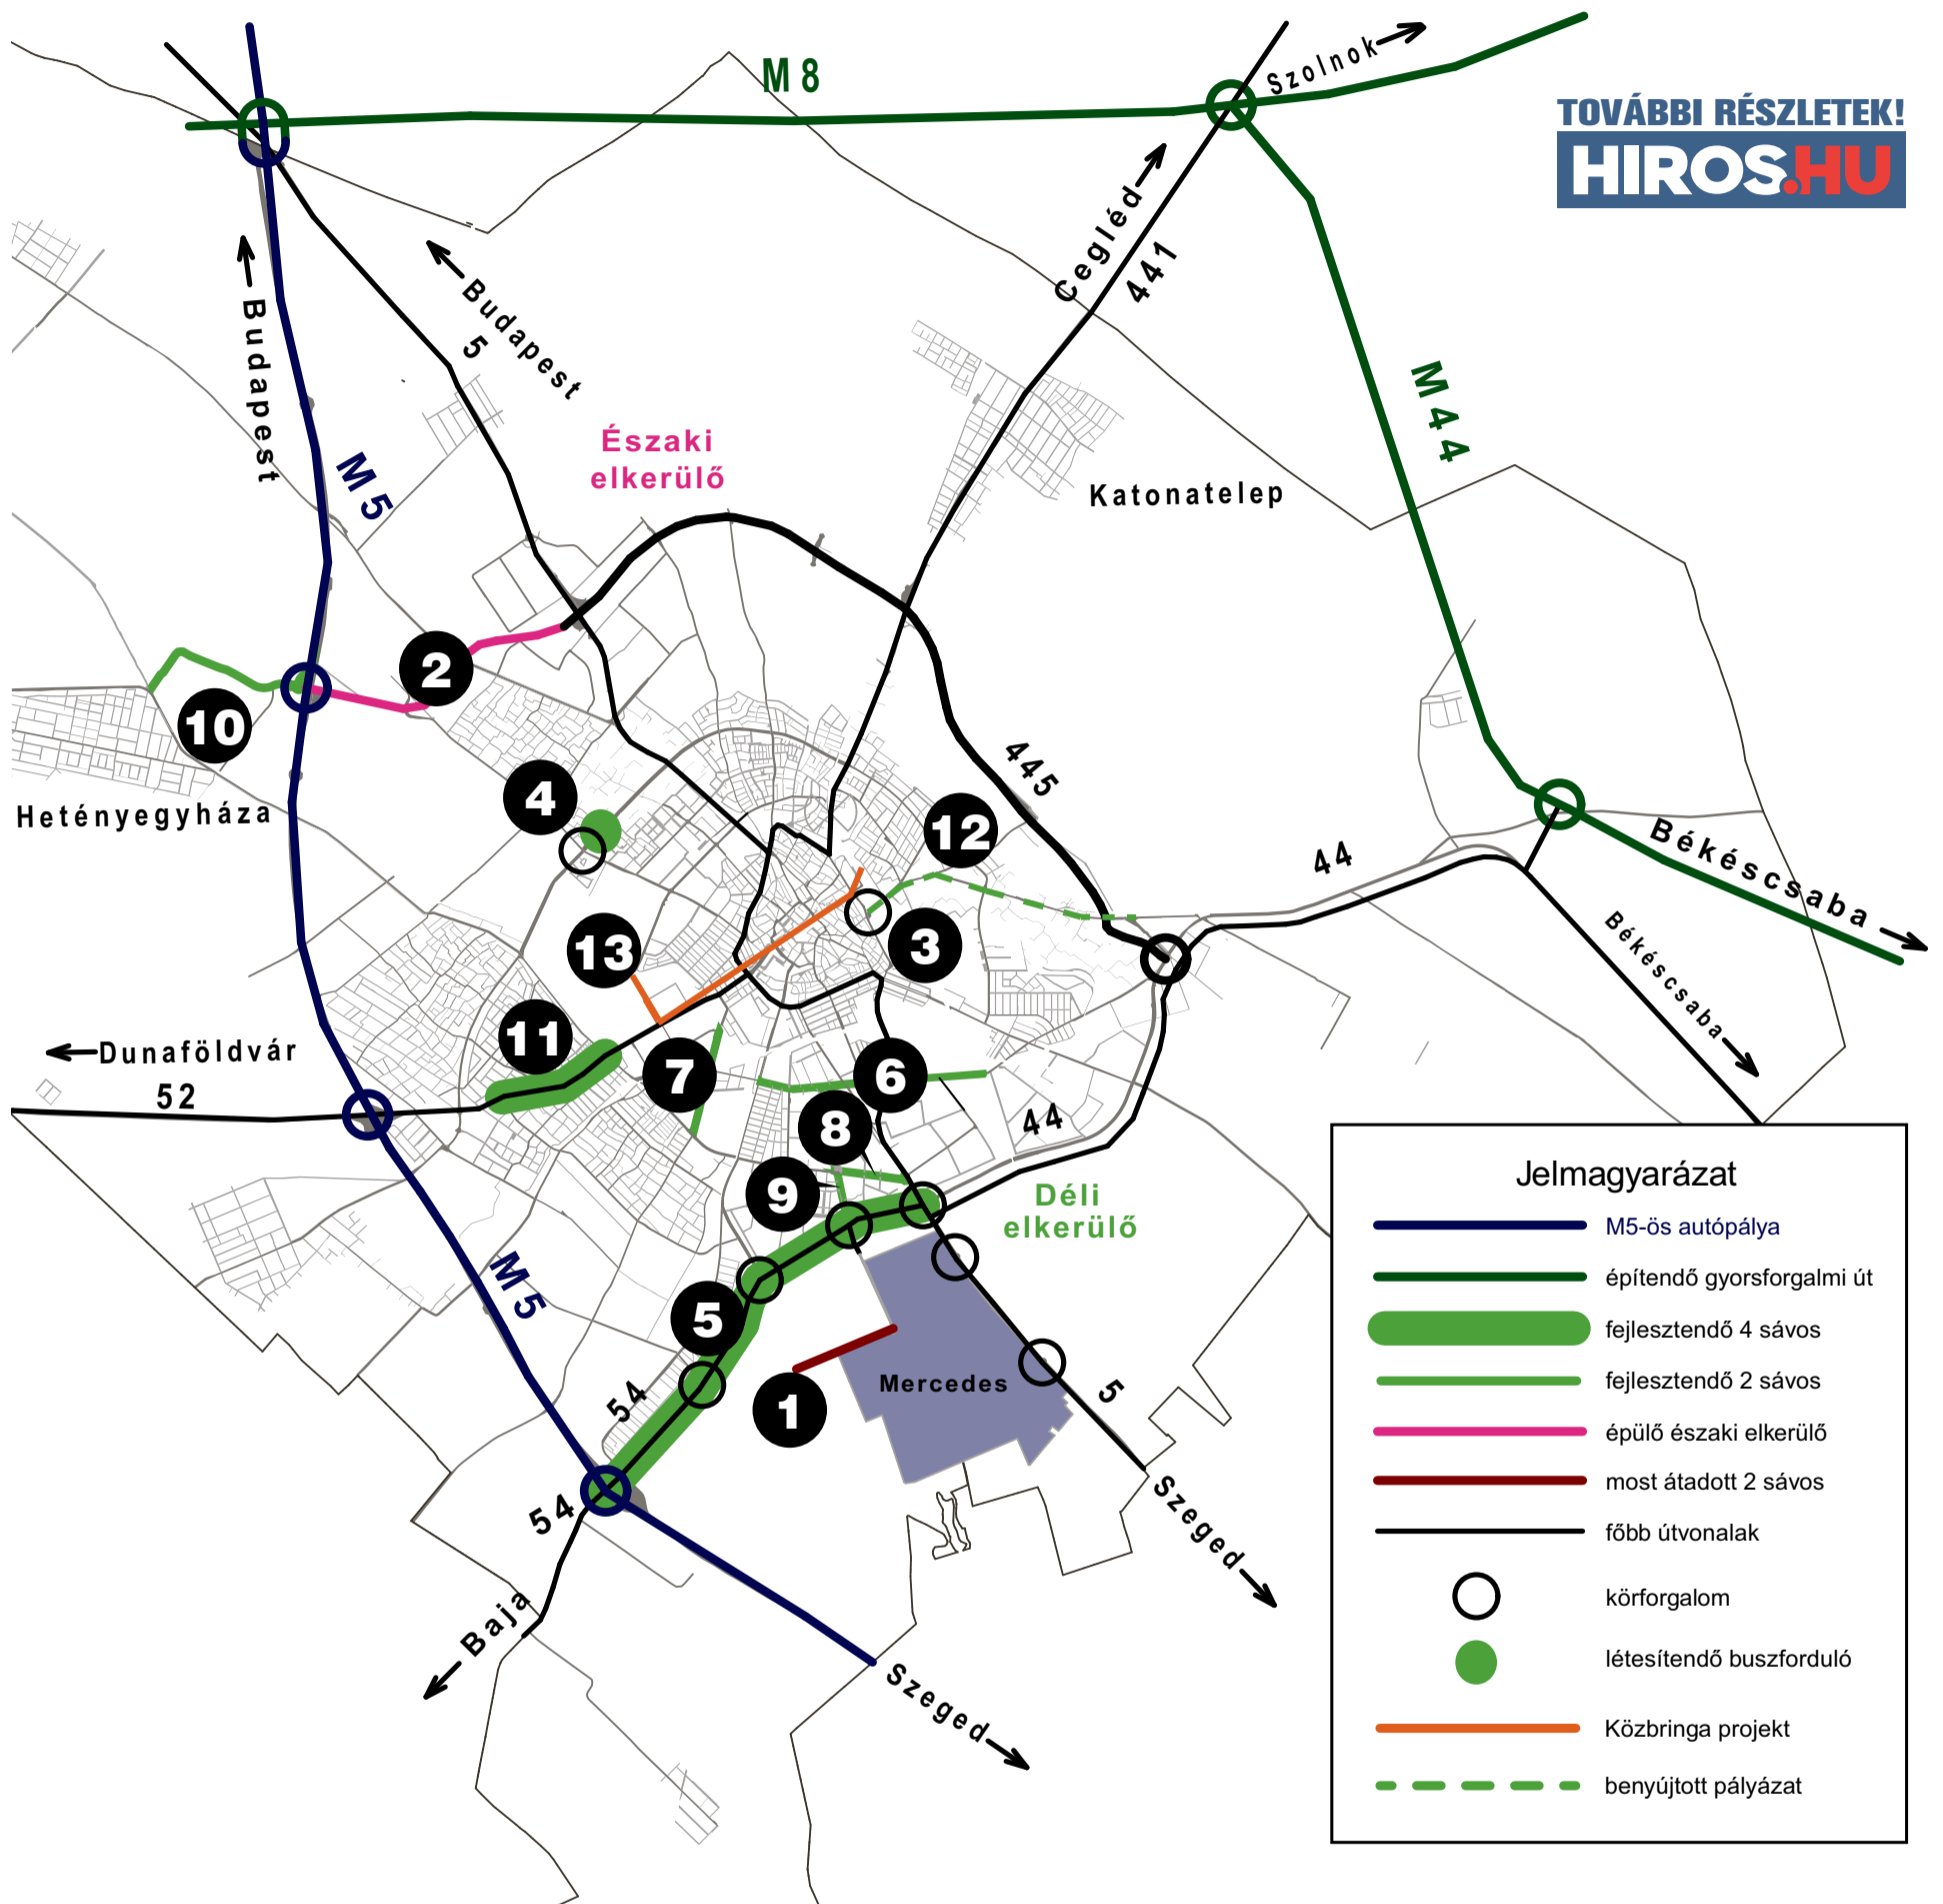 M 8
Szolnok
TOVÁBBI RÉSZLETEK!
HIROS.HU
Cegléd
441
Budapest
Budapest
5
M5
Északi
elkerülő
Katonatelep
M44
2
10
Hetényegyháza
4
12
445
44
Békéscsaba
Békéscsaba
3
13
11
Dunaföldvár
52
7
6
8
44
9
Déli
elkerülő
M5
5
54
1
Mercedes
5
54
Szeged
Baja
Szeged
Jelmagyarázat
M5-ös autópálya
építendő gyorsforgalmi út
fejlesztendő 4 sávos
fejlesztendő 2 sávos
épülő északi elkerülő
most átadott 2 sávos
főbb útvonalak
körforgalom
létesítendő buszforduló
Közbringa projekt
benyújtott pályázat